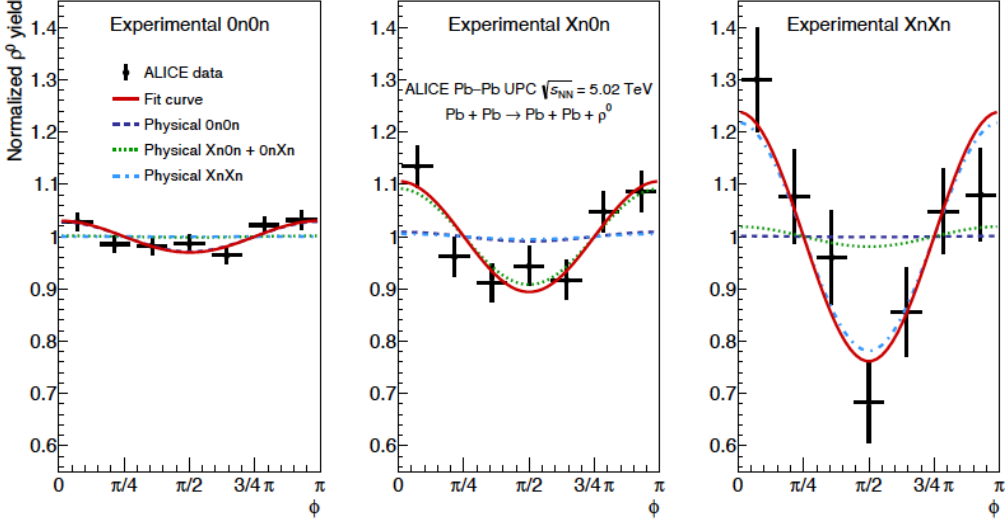 Normalized ρ⁰ yield
Experimental 0n0n
ALICE data
Fit curve
Physical 0n0n
Physical Xn0n + 0nXn
Physical XnXn
1.4
1.3
1.2
1.1
1
0.9
0.8
0.7
0.6
0 π/4 π/2 3/4 π π
ϕ
Experimental Xn0n
ALICE Pb–Pb UPC √sNN = 5.02 TeV
Pb + Pb → Pb + Pb + ρ⁰
1.4
1.3
1.2
1.1
1
0.9
0.8
0.7
0.6
0 π/4 π/2 3/4 π π
ϕ
Experimental XnXn
1.4
1.3
1.2
1.1
1
0.9
0.8
0.7
0.6
0 π/4 π/2 3/4 π π
ϕ